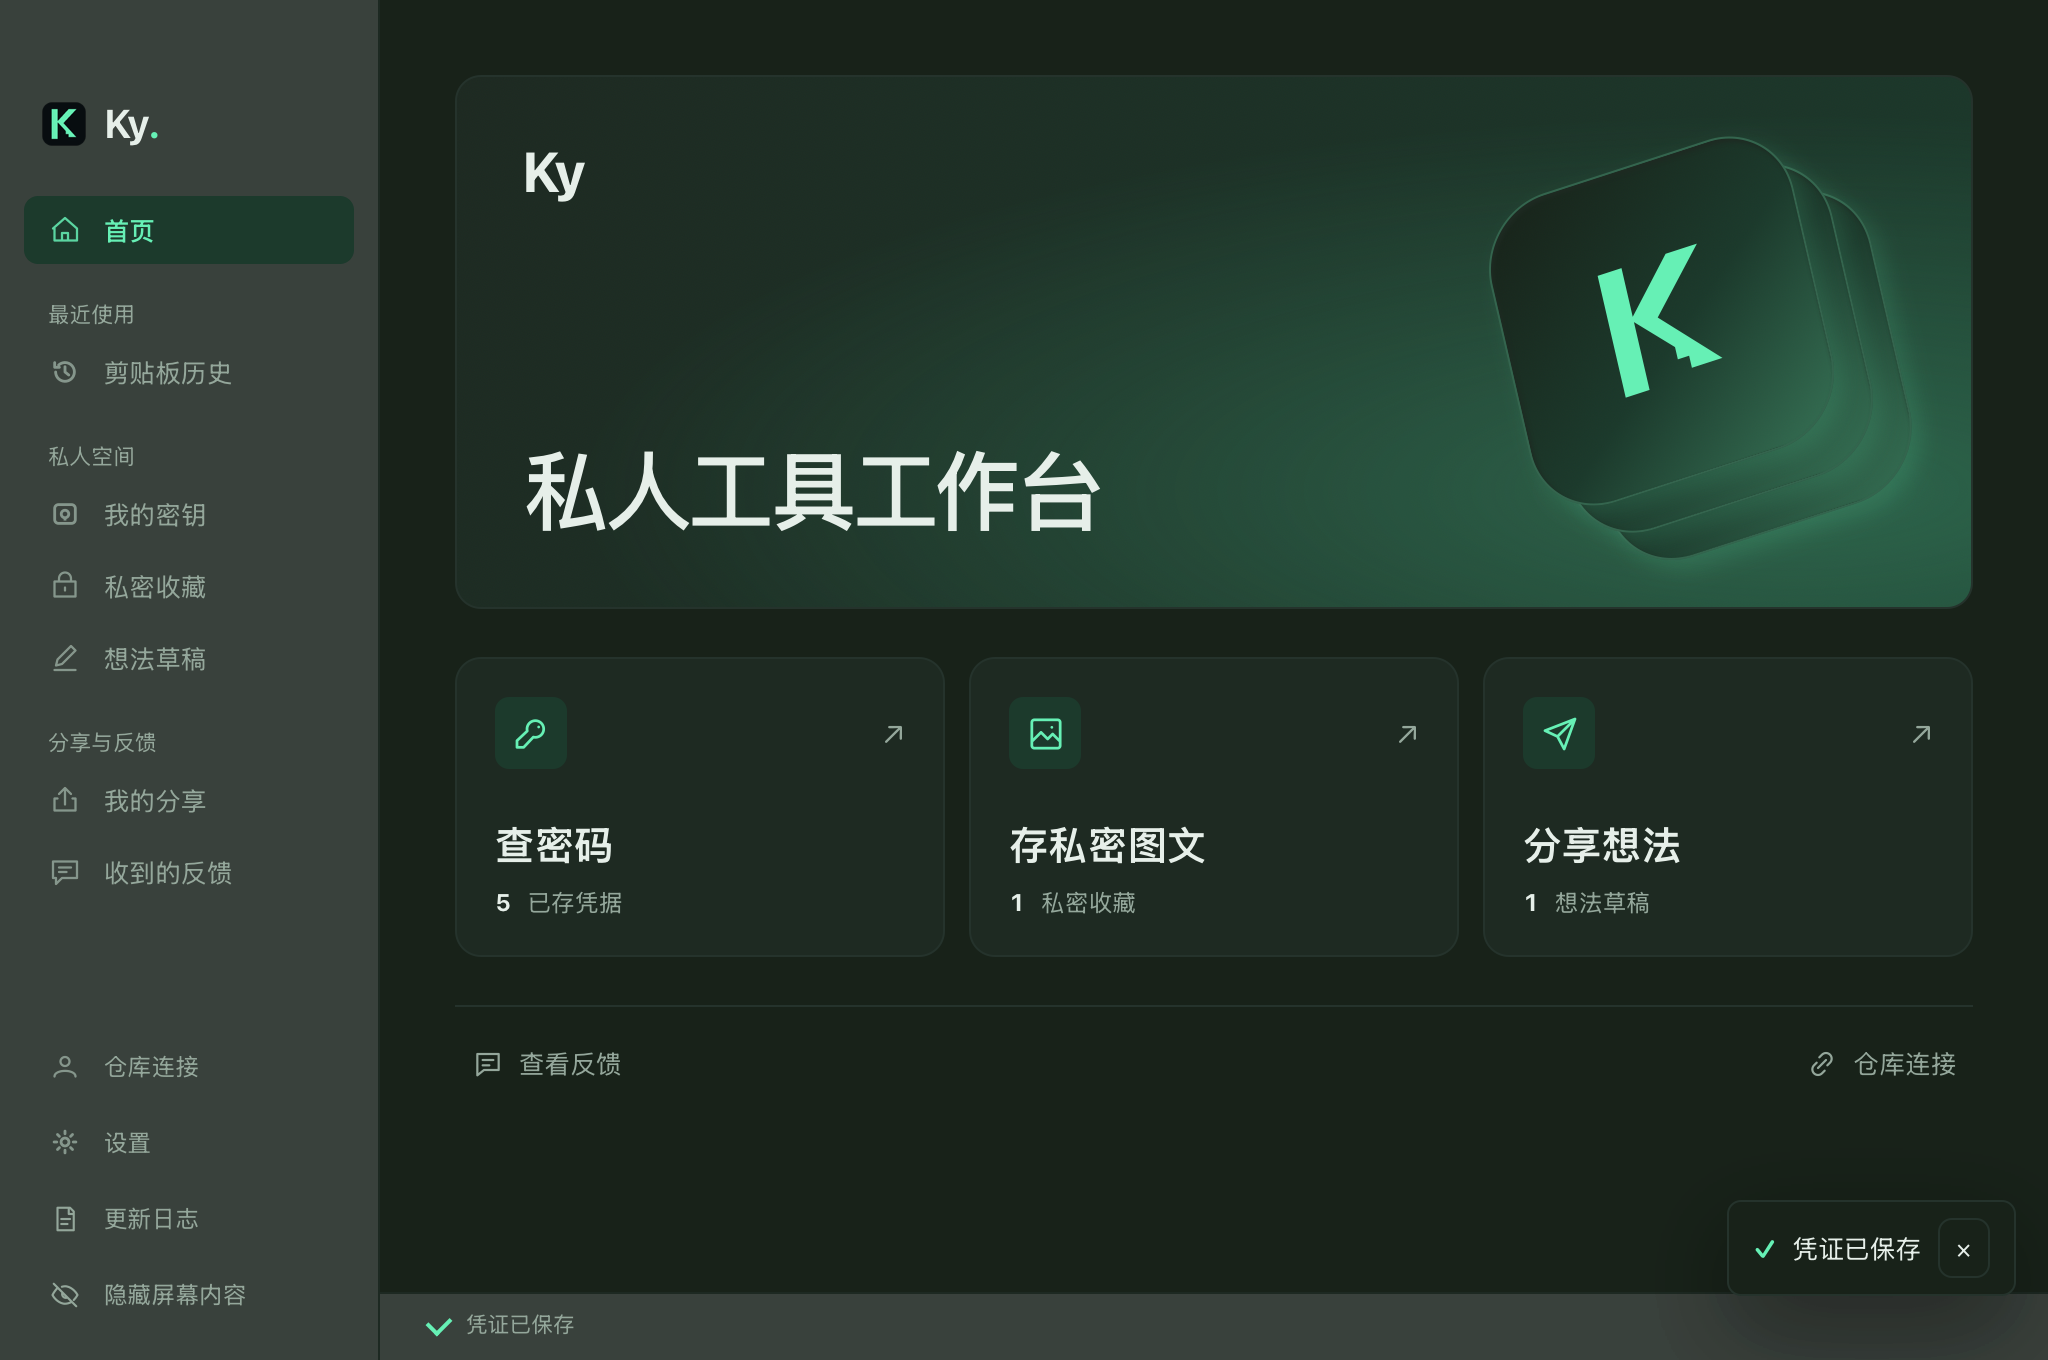 Ky.
首页
最近使用
剪贴板历史
私人空间
我的密钥
私密收藏
想法草稿
分享与反馈
我的分享
收到的反馈
仓库连接
设置
更新日志
隐藏屏幕内容
Ky
私人工具工作台
K
查密码
5 已存凭据
存私密图文
1 私密收藏
分享想法
1 想法草稿
查看反馈
仓库连接
凭证已保存
凭证已保存